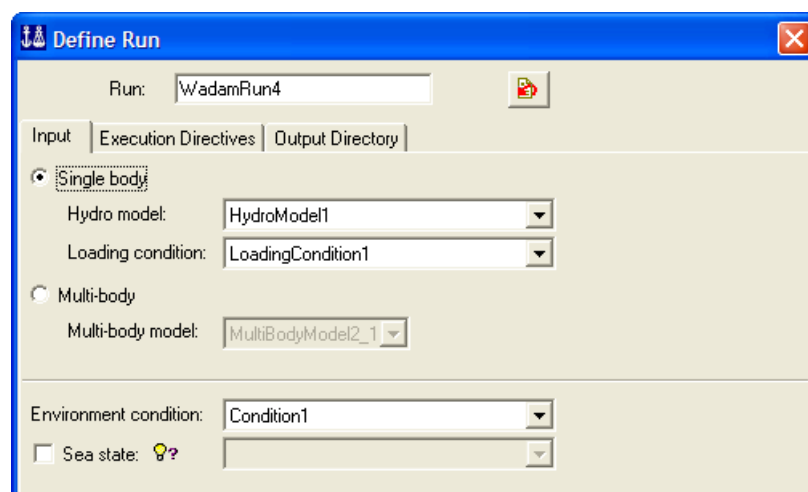 Define Run
Run: WadamRun4
Input Execution Directives Output Directory
Single body
Hydro model: HydroModel1
Loading condition: LoadingCondition1
Multi-body
Multi-body model: MultiBodyModel2_1
Environment condition: Condition1
Sea state: ?